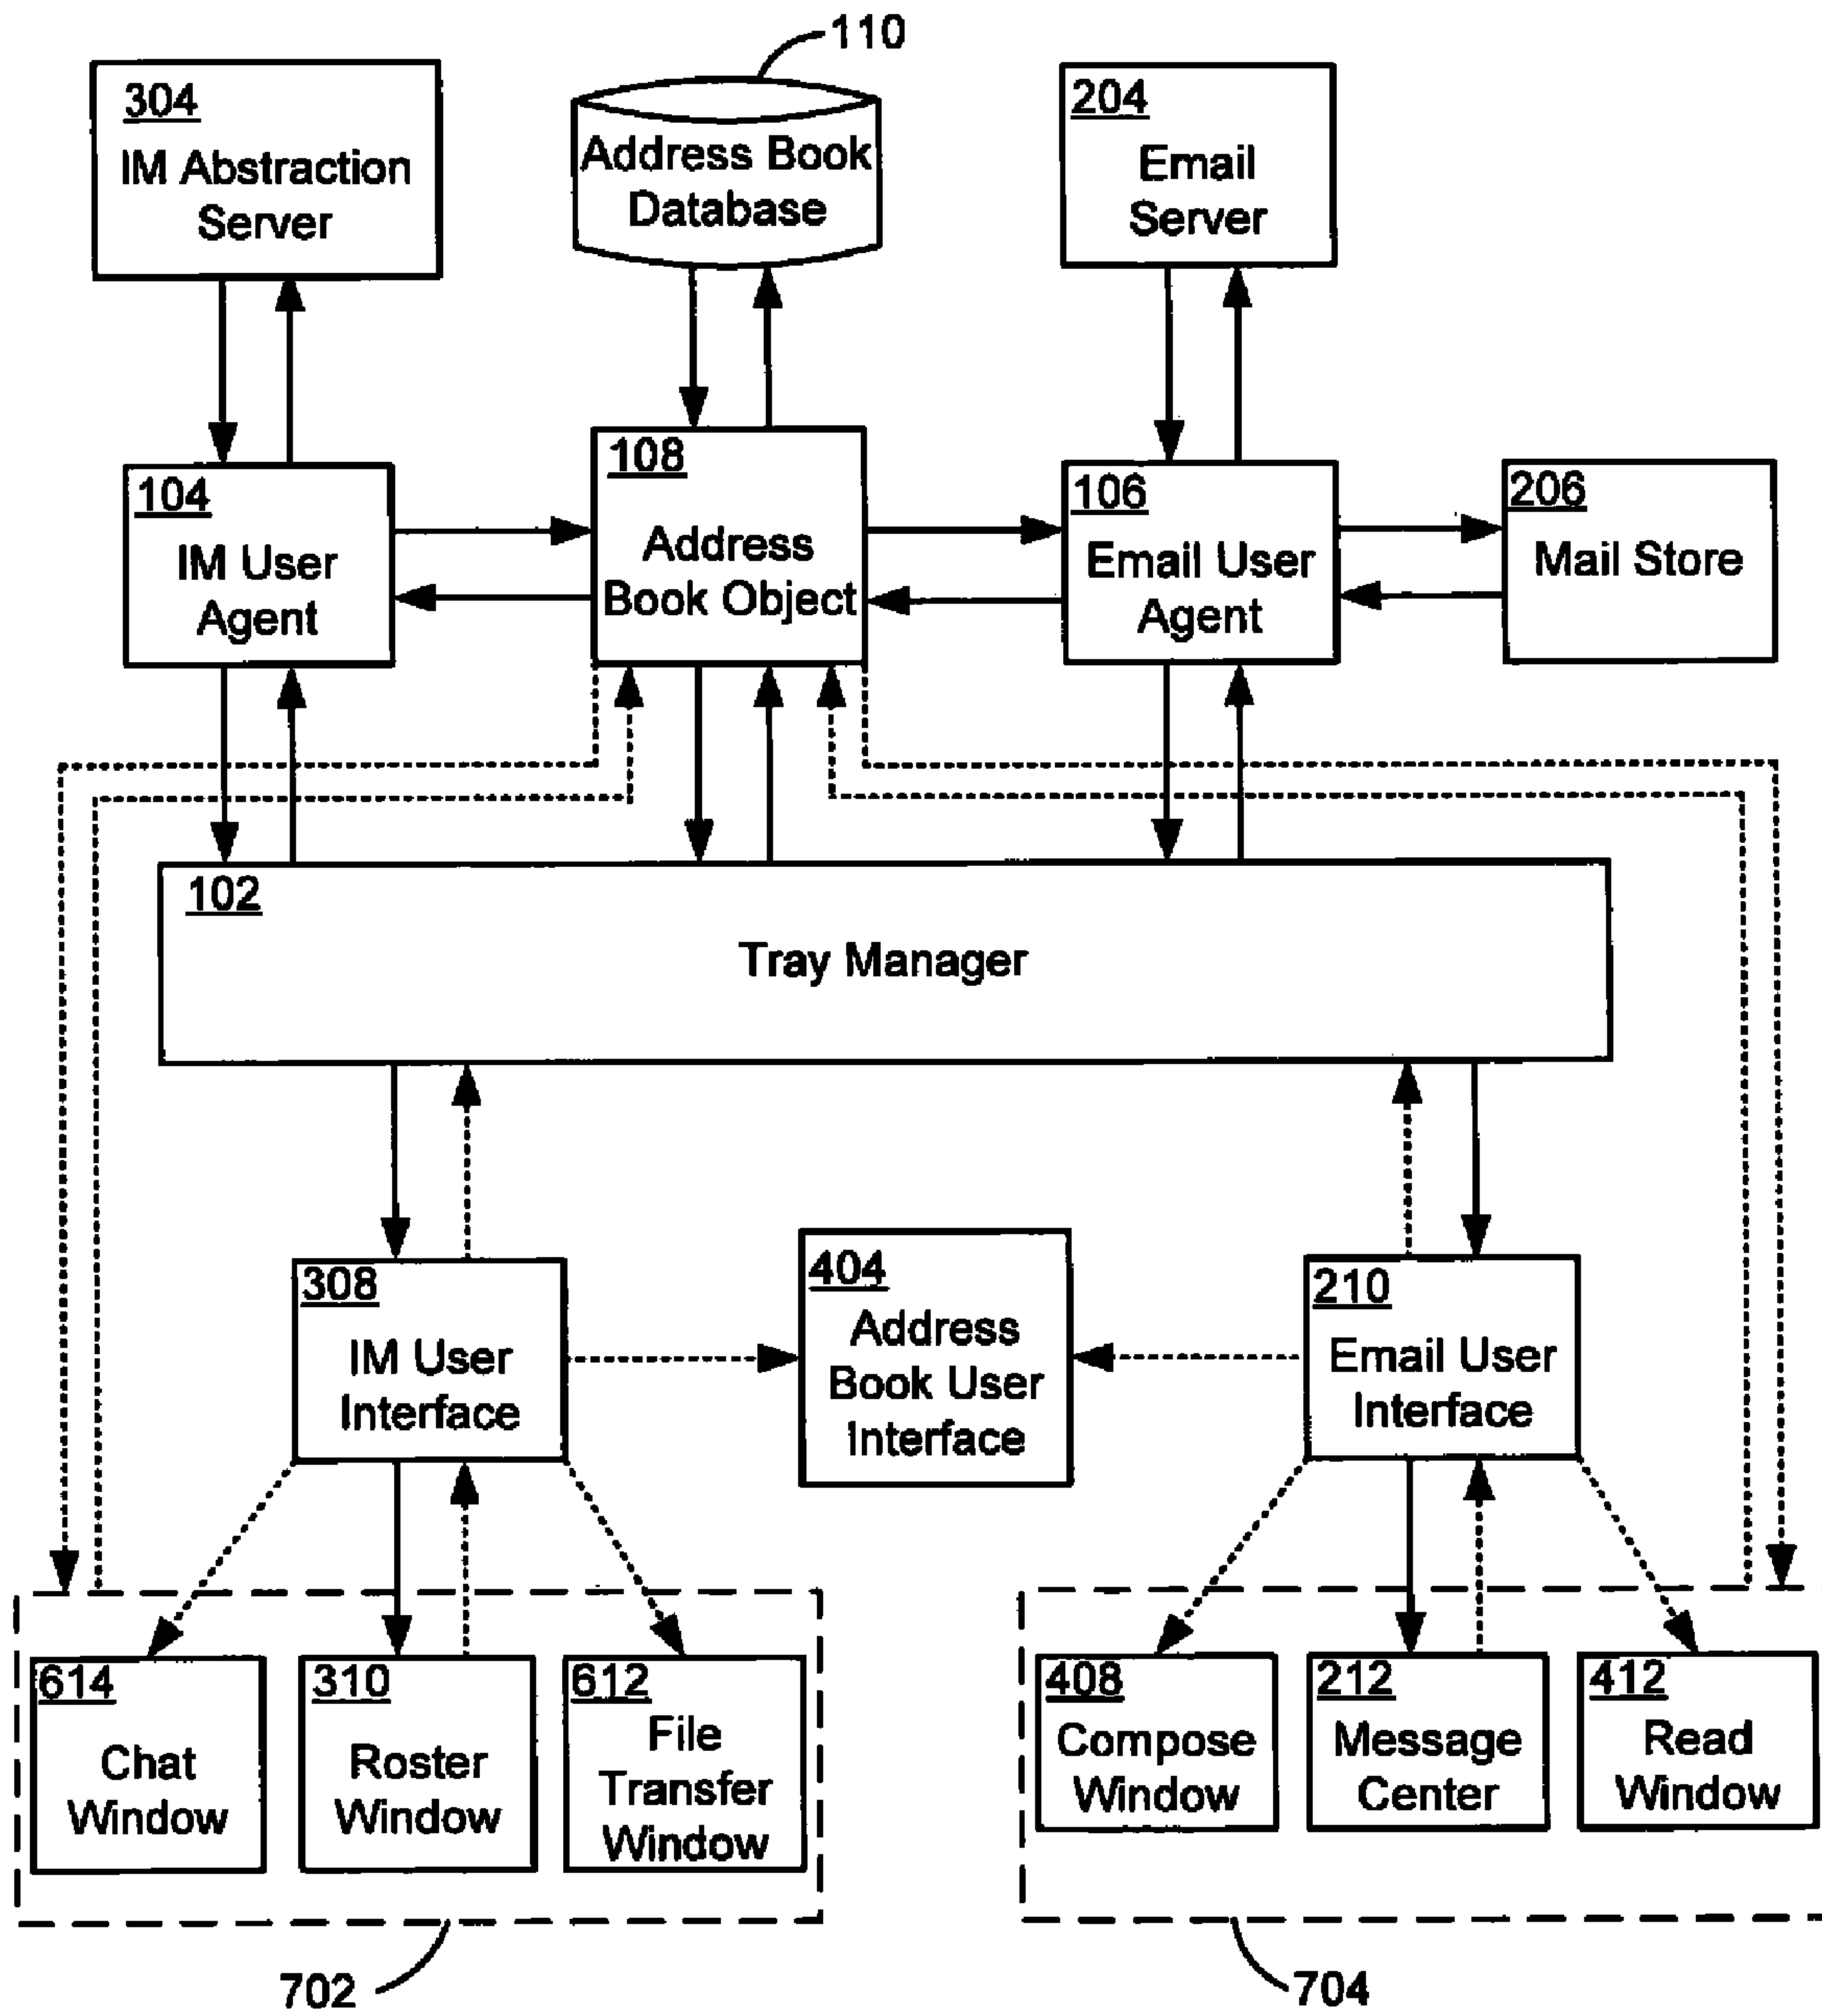 110
304
IM Abstraction
Server
Address Book
Database
204
Email
Server
104
IM User
Agent
108
Address
Book Object
106
Email User
Agent
206
Mail Store
102
Tray Manager
308
IM User
Interface
404
Address
Book User
Interface
210
Email User
Interface
614
Chat
Window
310
Roster
Window
612
File
Transfer
Window
408
Compose
Window
212
Message
Center
412
Read
Window
702
704